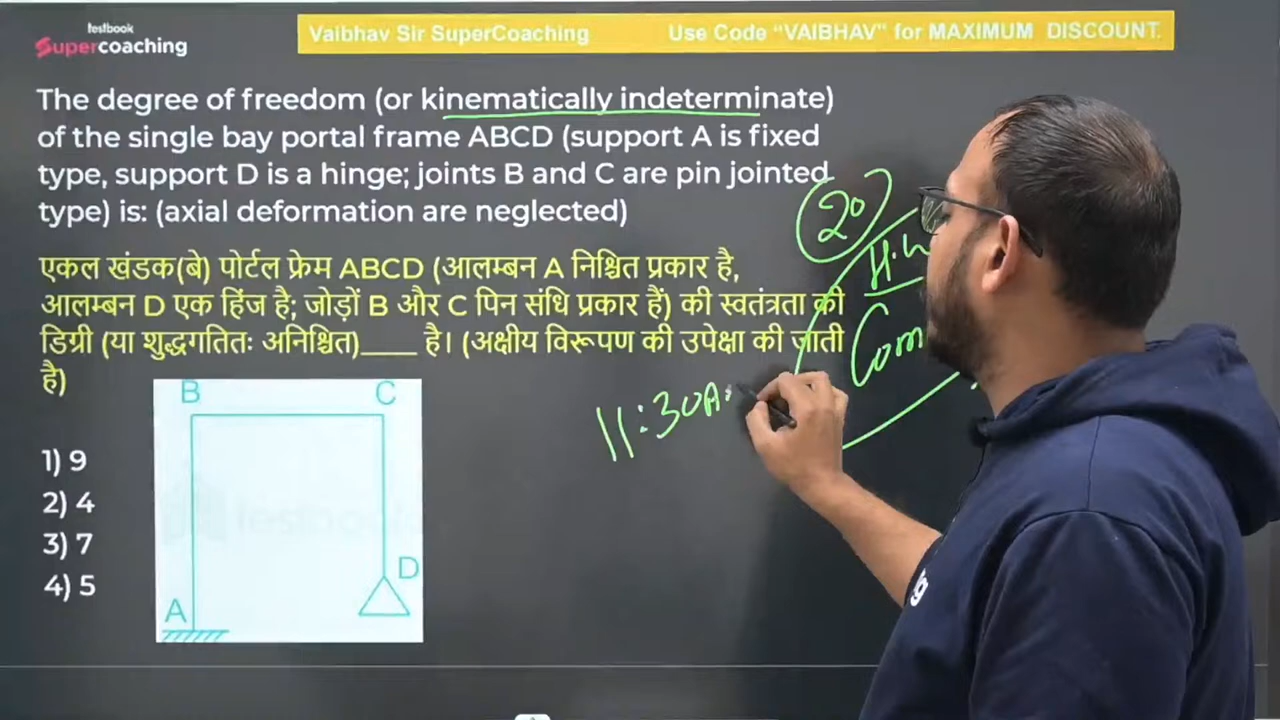 testbook
Supercoaching
Vaibhav Sir SuperCoaching
Use Code “VAIBHAV” for MAXIMUM DISCOUNT.
The degree of freedom (or kinematically indeterminate)
of the single bay portal frame ABCD (support A is fixed
type, support D is a hinge; joints B and C are pin jointed
type) is: (axial deformation are neglected)
एकल खंडक(बे) पोर्टल फ्रेम ABCD (आलम्बन A निश्चित प्रकार है,
आलम्बन D एक हिंज है; जोड़ों B और C पिन संधि प्रकार हैं) की स्वतंत्रता की
डिग्री (या शुद्धगतितः अनिश्चित)____ है। (अक्षीय विरूपण की उपेक्षा की जाती
है)
1) 9
2) 4
3) 7
4) 5
B
C
D
A
testbook
20
11:30A